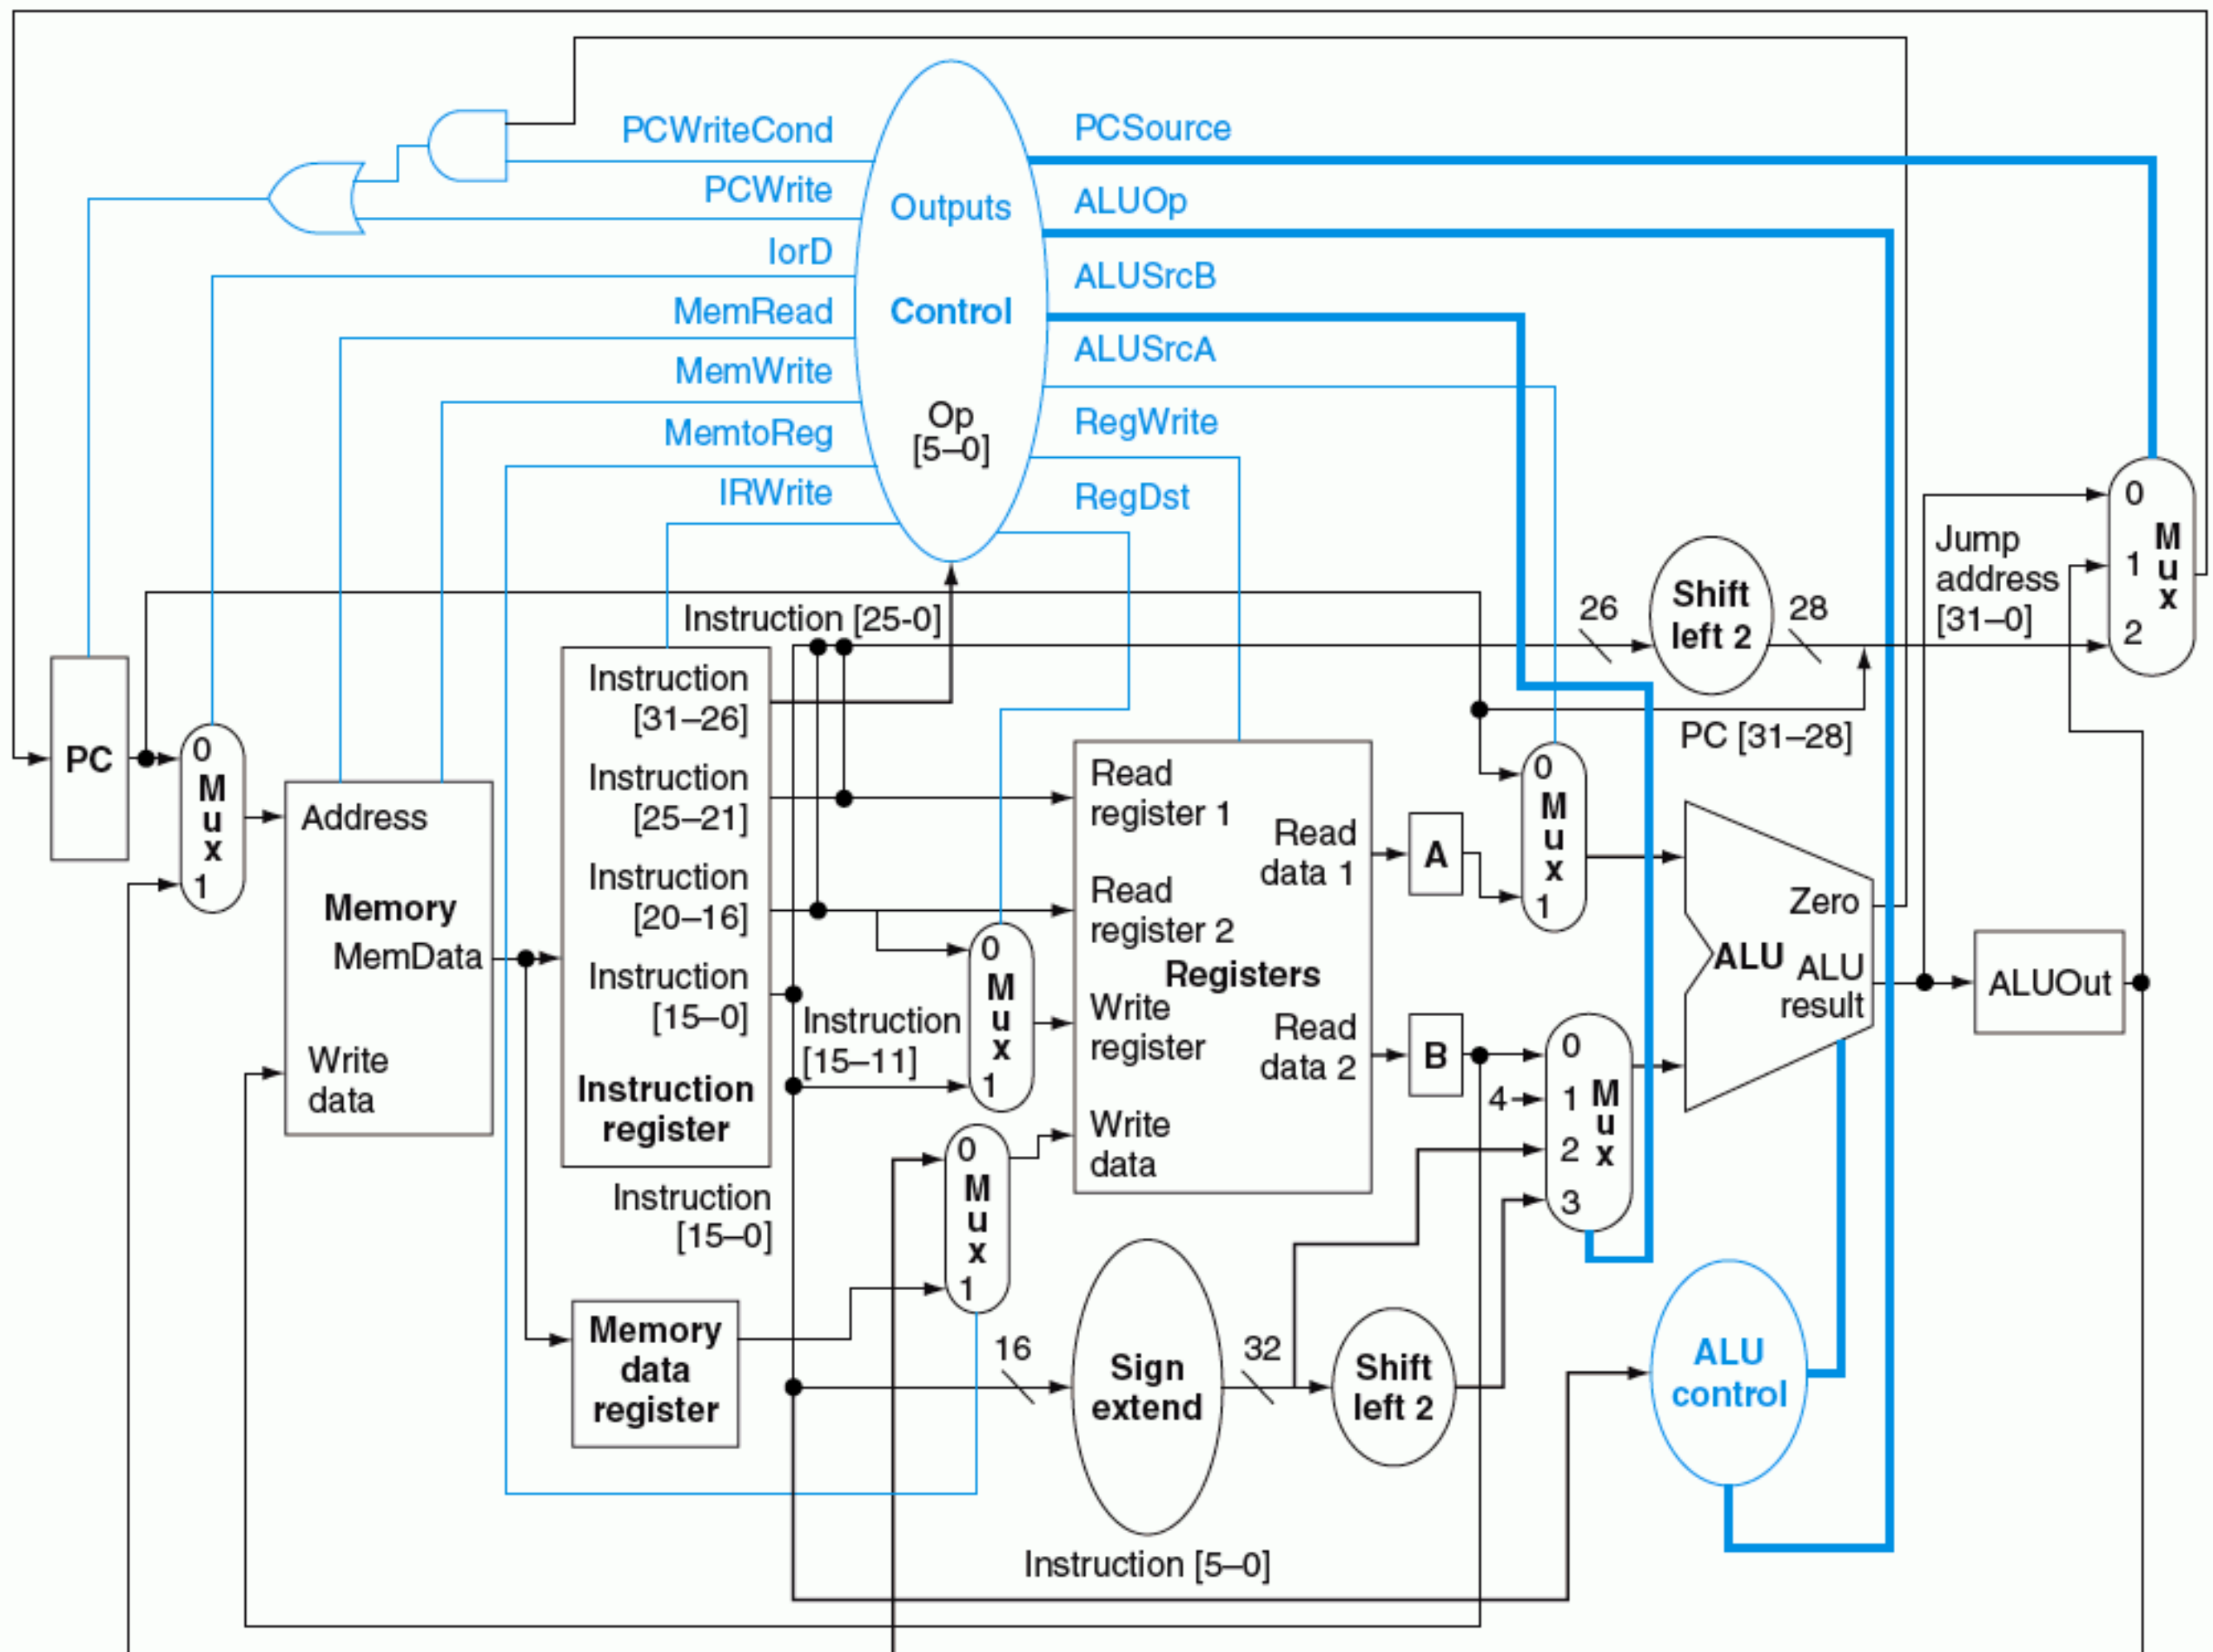 PCWriteCond
PCWrite
IorD
MemRead
MemWrite
MemtoReg
IRWrite
Outputs
Control
Op
[5–0]
PCSource
ALUOp
ALUSrcB
ALUSrcA
RegWrite
RegDst
Instruction [25-0]
26
Shift
left 2
28
Jump
address
[31–0]
0
1
2
M
u
x
PC [31–28]
PC
0
M
u
x
1
Address
Memory
MemData
Write
data
Instruction
[31–26]
Instruction
[25–21]
Instruction
[20–16]
Instruction
[15–0]
Instruction
register
Instruction
[15–11]
0
M
u
x
1
Read
register 1
Read
register 2
Registers
Write
register
Write
data
Read
data 1
Read
data 2
A
B
0
M
u
x
1
4
0
1
2
3
M
u
x
Zero
ALU
ALU
result
ALUOut
Instruction
[15–0]
Memory
data
register
0
M
u
x
1
16
Sign
extend
32
Shift
left 2
ALU
control
Instruction [5–0]